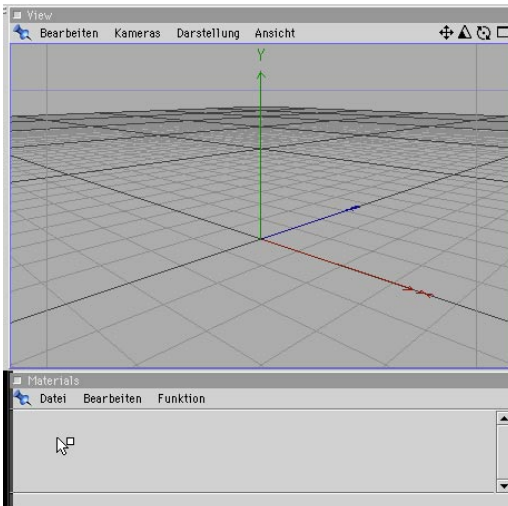 View
Bearbeiten Kameras Darstellung Ansicht
Y
Materials
Datei Bearbeiten Funktion